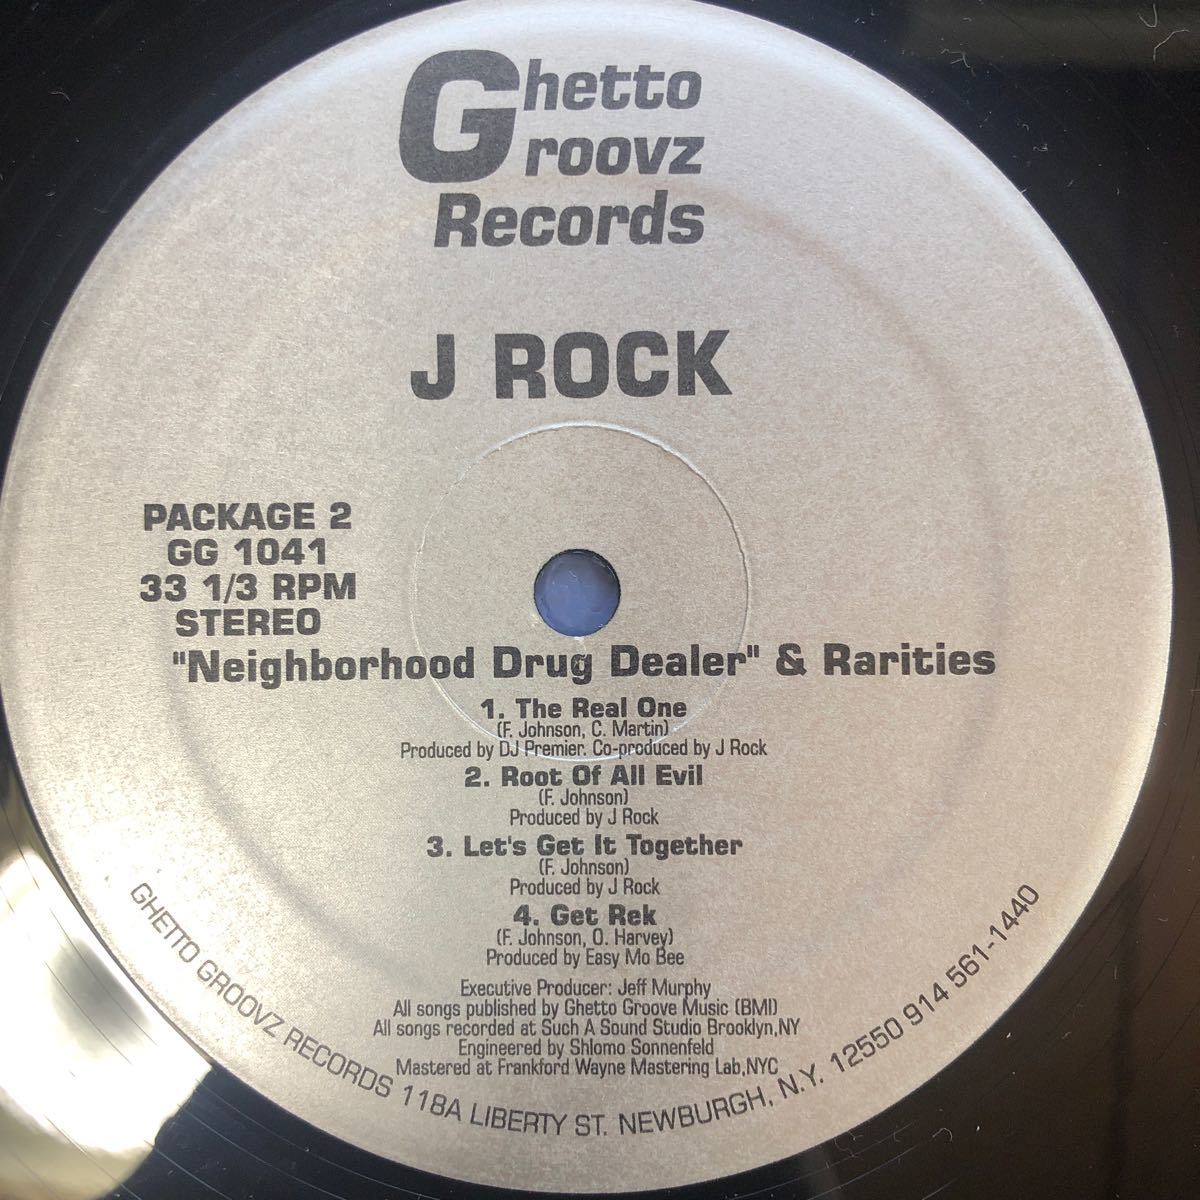 Ghetto
Groovz
Records
J ROCK
PACKAGE 2
GG 1041
33 1/3 RPM
STEREO
"Neighborhood Drug Dealer" & Rarities
1. The Real One
(F. Johnson, C. Martin)
Produced by DJ Premier. Co-produced by J Rock
2. Root Of All Evil
(F. Johnson)
Produced by J Rock
3. Let's Get It Together
(F. Johnson)
Produced by J Rock
4. Get Rek
(F. Johnson, O. Harvey)
Produced by Easy Mo Bee
Executive Producer: Jeff Murphy
All songs published by Ghetto Groove Music (BMI)
All songs recorded at Such A Sound Studio Brooklyn,NY
Engineered by Shlomo Sonnenfeld
Mastered at Frankford Wayne Mastering Lab,NYC
GHETTO GROOVZ RECORDS 118A LIBERTY ST. NEWBURGH, N.Y. 12550 914 561-1440